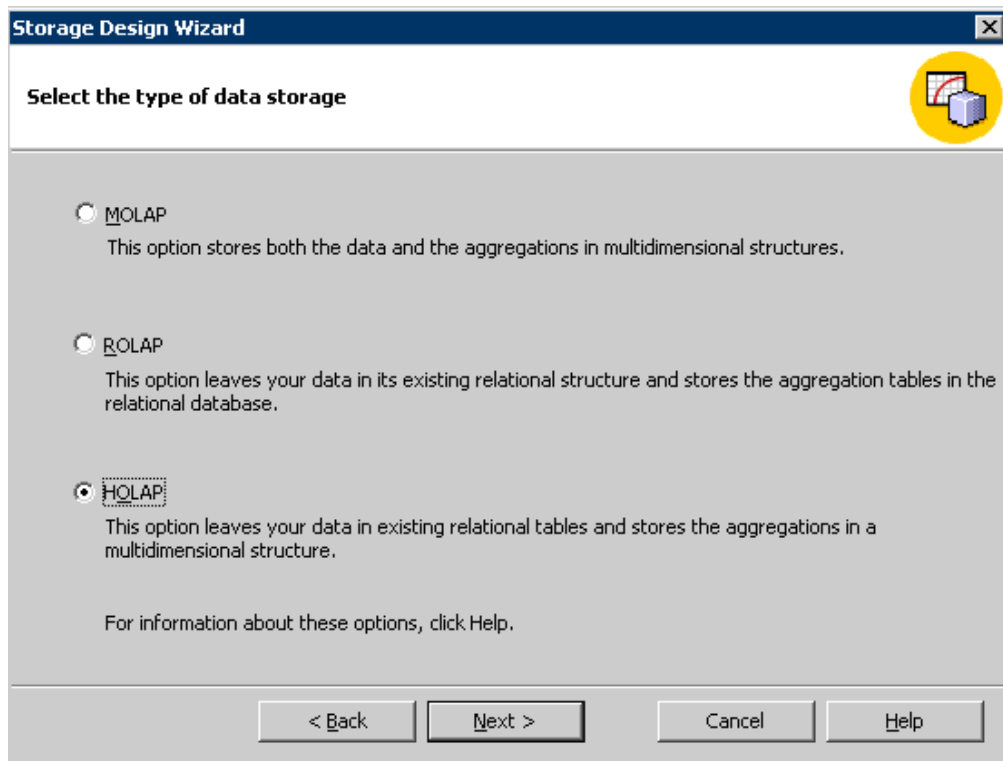 Storage Design Wizard
Select the type of data storage
MOLAP
This option stores both the data and the aggregations in multidimensional structures.
ROLAP
This option leaves your data in its existing relational structure and stores the aggregation tables in the
relational database.
HOLAP
This option leaves your data in existing relational tables and stores the aggregations in a
multidimensional structure.
For information about these options, click Help.
< Back Next > Cancel Help